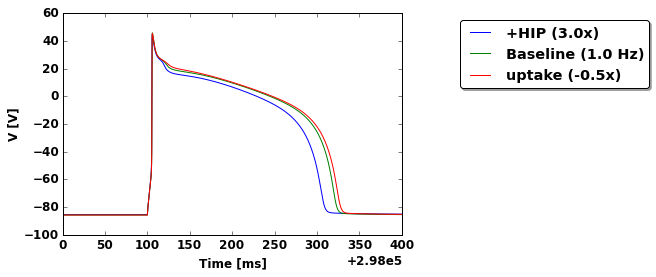 60
40
20
0
−20
−40
−60
−80
−100
V [V]
0 50 100 150 200 250 300 350 400
Time [ms]
+2.98e5
+HIP (3.0x)
Baseline (1.0 Hz)
uptake (-0.5x)